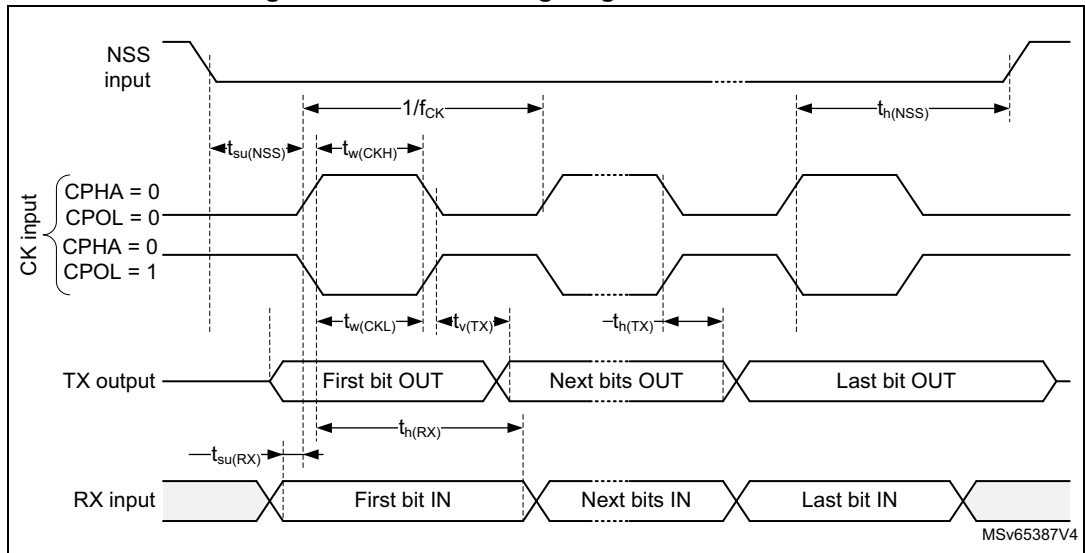 NSS
input
1/fCK
th(NSS)
tsu(NSS)
tw(CKH)
CK input
CPHA = 0
CPOL = 0
CPHA = 0
CPOL = 1
tw(CKL)
tv(TX)
th(TX)
TX output
First bit OUT
Next bits OUT
Last bit OUT
th(RX)
tsu(RX)
RX input
First bit IN
Next bits IN
Last bit IN
MSv65387V4